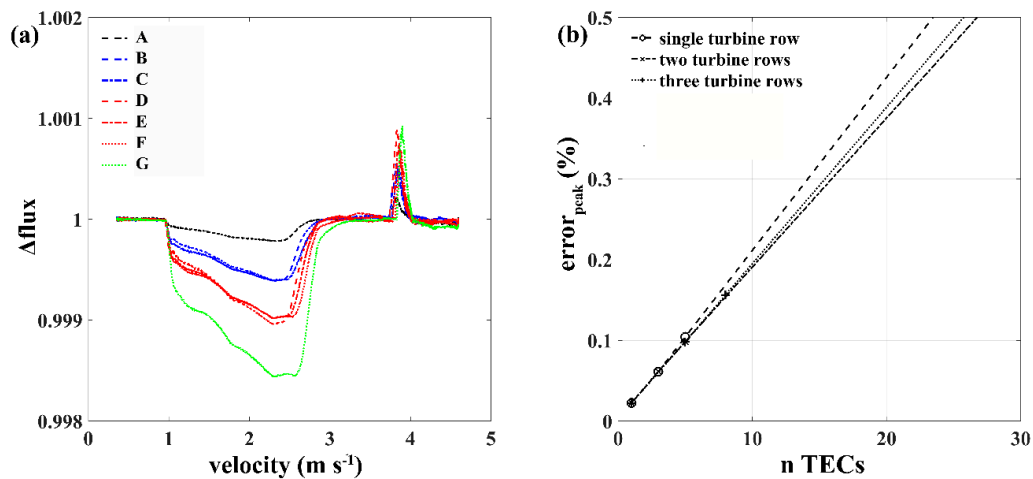 (a)
1.002
1.001
1
0.999
0.998
Δflux
A
B
C
D
E
F
G
0 1 2 3 4 5
velocity (m s-1)
(b)
0.5
0.4
0.3
0.2
0.1
0
error_peak (%)
single turbine row
two turbine rows
three turbine rows
0 10 20 30
n TECs